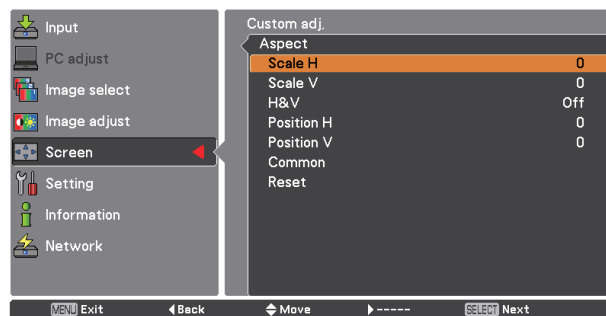 Input
PC adjust
Image select
Image adjust
Screen
Setting
Information
Network
Custom adj.
Aspect
Scale H 0
Scale V 0
H&V Off
Position H 0
Position V 0
Common
Reset
MENU Exit Back Move ----- SELECT Next